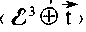 ( ℰ³ ⊕ t⃗ )